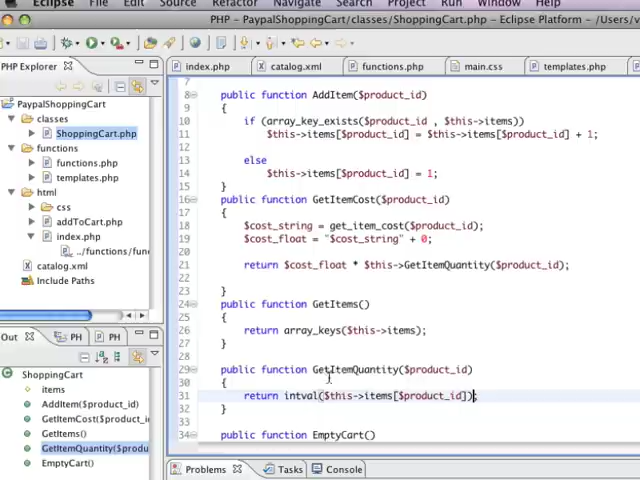 Eclipse File Edit Source Refactor Navigate Search Project Run Window Help
PHP - PaypalShoppingCart/classes/ShoppingCart.php - Eclipse Platform - /Users/v
PHP Explorer
PaypalShoppingCart
classes
ShoppingCart.php
functions
functions.php
templates.php
html
css
addToCart.php
index.php
../functions/fun
catalog.xml
Include Paths
Out
PH
PH
ShoppingCart
items
AddItem($product_id)
GetItemCost($product_id)
GetItems()
GetItemQuantity($produ
EmptyCart()
index.php
catalog.xml
functions.php
main.css
templates.php
7
8 public function AddItem($product_id)
9 {
10 if (array_key_exists($product_id , $this->items))
11 $this->items[$product_id] = $this->items[$product_id] + 1;
12
13 else
14 $this->items[$product_id] = 1;
15 }
16 public function GetItemCost($product_id)
17 {
18 $cost_string = get_item_cost($product_id);
19 $cost_float = "$cost_string" + 0;
20
21 return $cost_float * $this->GetItemQuantity($product_id);
22
23 }
24 public function GetItems()
25 {
26 return array_keys($this->items);
27 }
28
29 public function GetItemQuantity($product_id)
30 {
31 return intval($this->items[$product_id]);
32 }
33
34 public function EmptyCart()
Problems
Tasks
Console